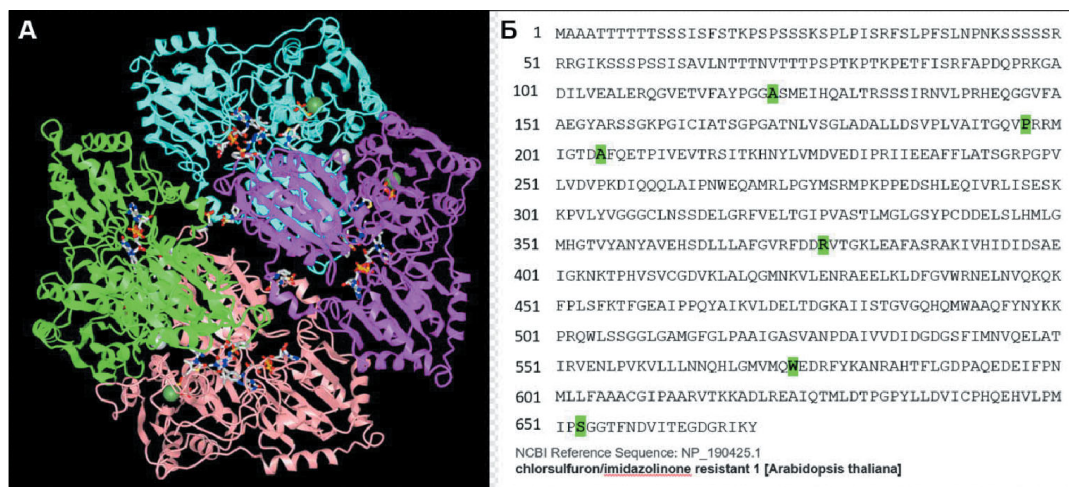 А
Б
1 MAAATTTTTTSSSISFSTKPSPSSSKSPLPISRFSLPFSLNPNKSSSSSR
51 RRGIKSSSPSSISAVLNTTTNVTTTPSPTKPTKPETFISRFAPDQPRKGA
101 DILVEALERQGVETVFAYPGGASMEIHQALTRSSSIRNVLPRHEQGGVFA
151 AEGYARSSGKPGICIATSGPGATNLVSGLADALLDSVPLVAITGQVPRRM
201 IGTDAFQETPIVEVTRSITKHNYLVMDVEDIPRIIEEAFFLATSGRPGPV
251 LVDVPKDIQQQLAIPNWEQAMRLPGYMSRMPKPPEDSHLEQIVRLISESK
301 KPVLYVGGGCLNSSDELGRFVELTGIPVASTLMGLGSYPCDDELSLHMLG
351 MHGTVYANYAVEHSDLLLAFGVRFDDRVTGKLEAFASRAKIVHIDIDSAE
401 IGKNKTPHVSVCGDVKLALQGMNKVLENRAEELKLDFGVWRNELNVQKQK
451 FPLSFKTFGEAIPPQYAIKVLDELTDGKAIISTGVGQHQMWAAQFYNYKK
501 PRQWLSSGGLGAMGFGLPAAIGASVANPDAIVVDIDGDGSFIMNVQELAT
551 IRVENLPVKVLLLNNQHLGMVMQWEDRFYKANRAHTFLGDPAQEDEIFPN
601 MLLFAAACGIPAARVTKKADLREAIQTMLDTPGPYLLDVICPHQEHVLPM
651 IPSGGTFNDVITEGDGRIKY
NCBI Reference Sequence: NP_190425.1
chlorsulfuron/imidazolinone resistant 1 [Arabidopsis thaliana]